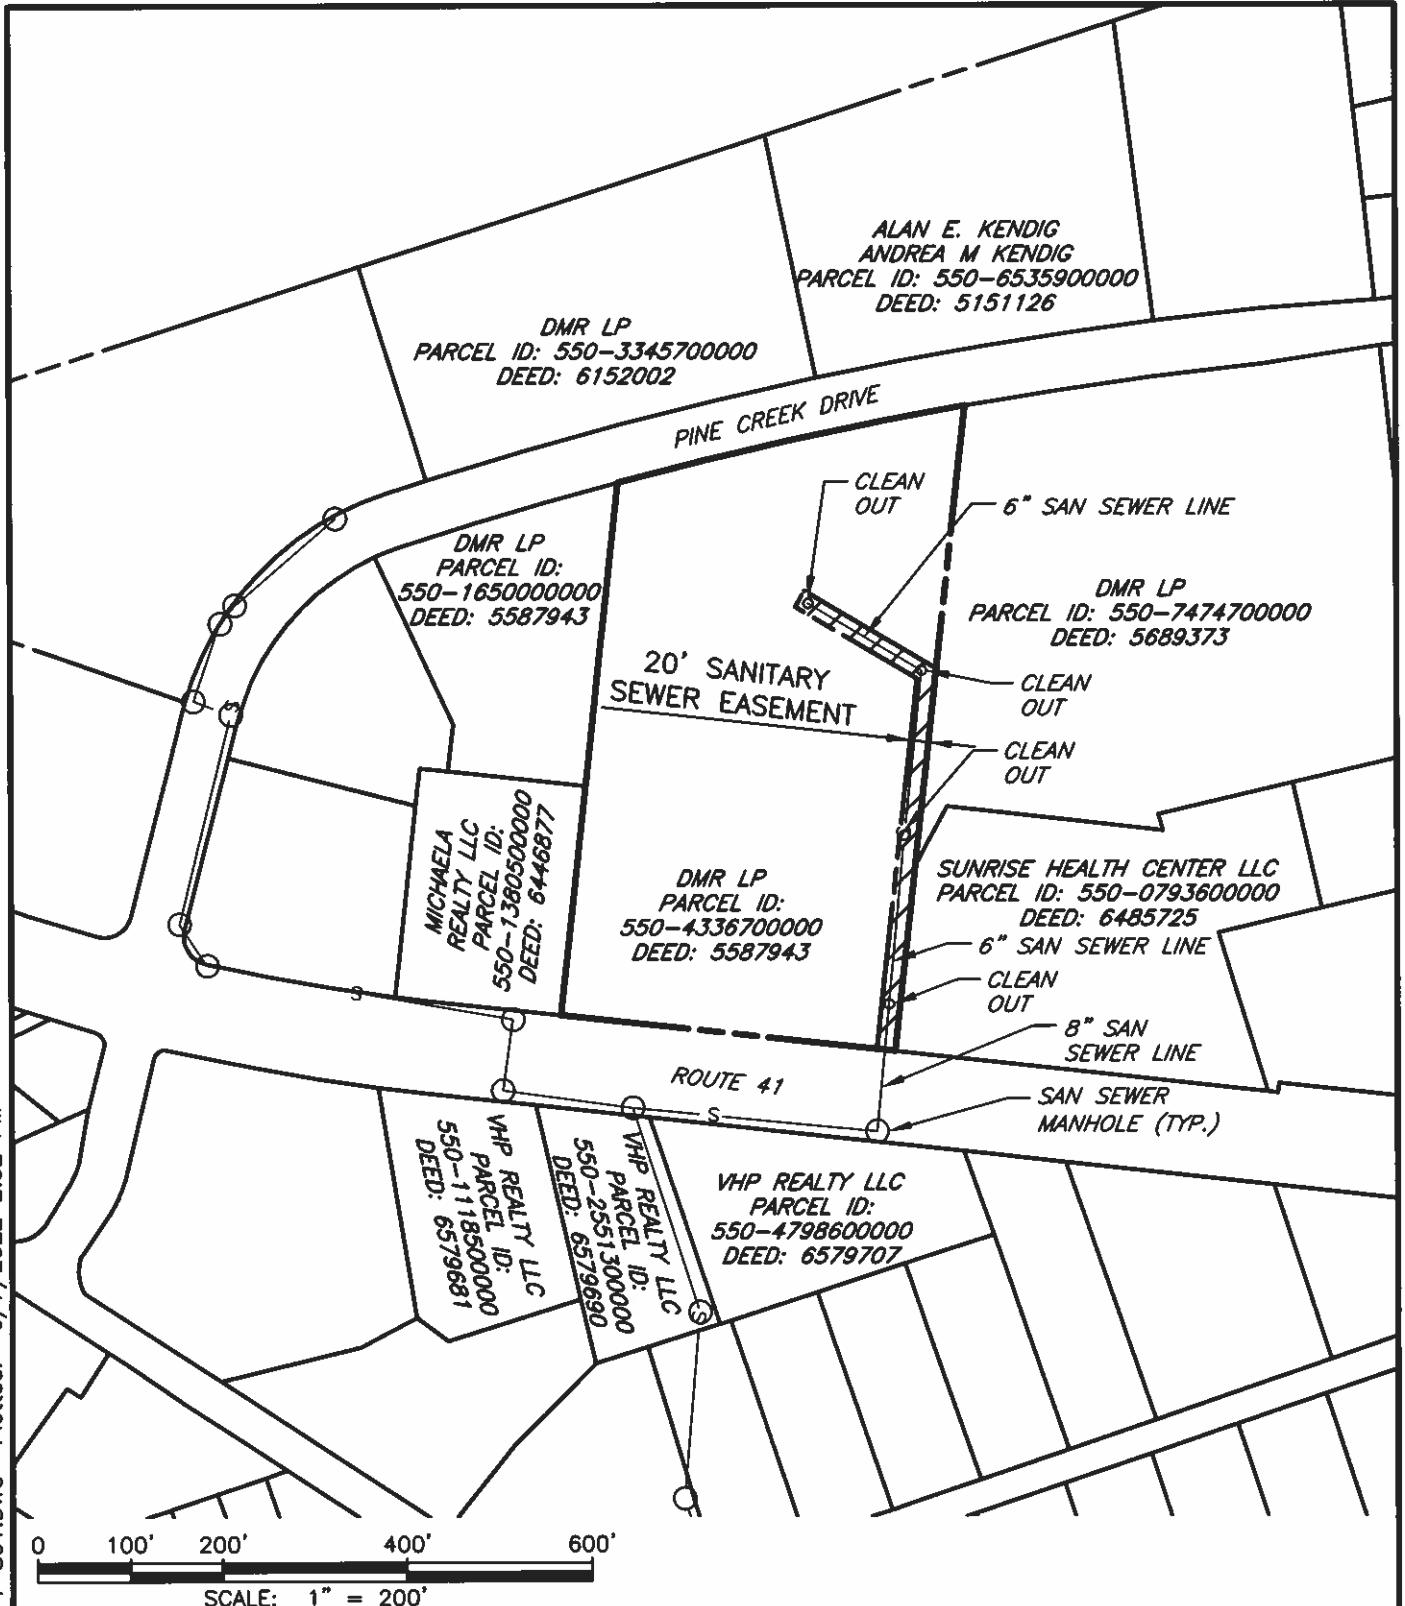 ALAN E. KENDIG
ANDREA M KENDIG
PARCEL ID: 550-6535900000
DEED: 5151126
DMR LP
PARCEL ID: 550-3345700000
DEED: 6152002
PINE CREEK DRIVE
CLEAN
OUT
6" SAN SEWER LINE
DMR LP
PARCEL ID:
550-1650000000
DEED: 5587943
DMR LP
PARCEL ID: 550-7474700000
DEED: 5689373
20' SANITARY
SEWER EASEMENT
CLEAN
OUT
S
CLEAN
OUT
MICHAELA
REALTY LLC
PARCEL ID:
550-1380500000
DEED: 6446877
DMR LP
PARCEL ID:
550-4336700000
DEED: 5587943
SUNRISE HEALTH CENTER LLC
PARCEL ID: 550-0793600000
DEED: 6485725
6" SAN SEWER LINE
CLEAN
OUT
S
8" SAN
SEWER LINE
ROUTE 41
SAN SEWER
MANHOLE (TYP.)
S
VHP REALTY LLC
PARCEL ID:
550-1118500000
DEED: 6579681
VHP REALTY LLC
PARCEL ID:
550-2551300000
DEED: 6579690
VHP REALTY LLC
PARCEL ID:
550-4798600000
DEED: 6579707
S
0 100' 200' 400' 600'
SCALE: 1" = 200'